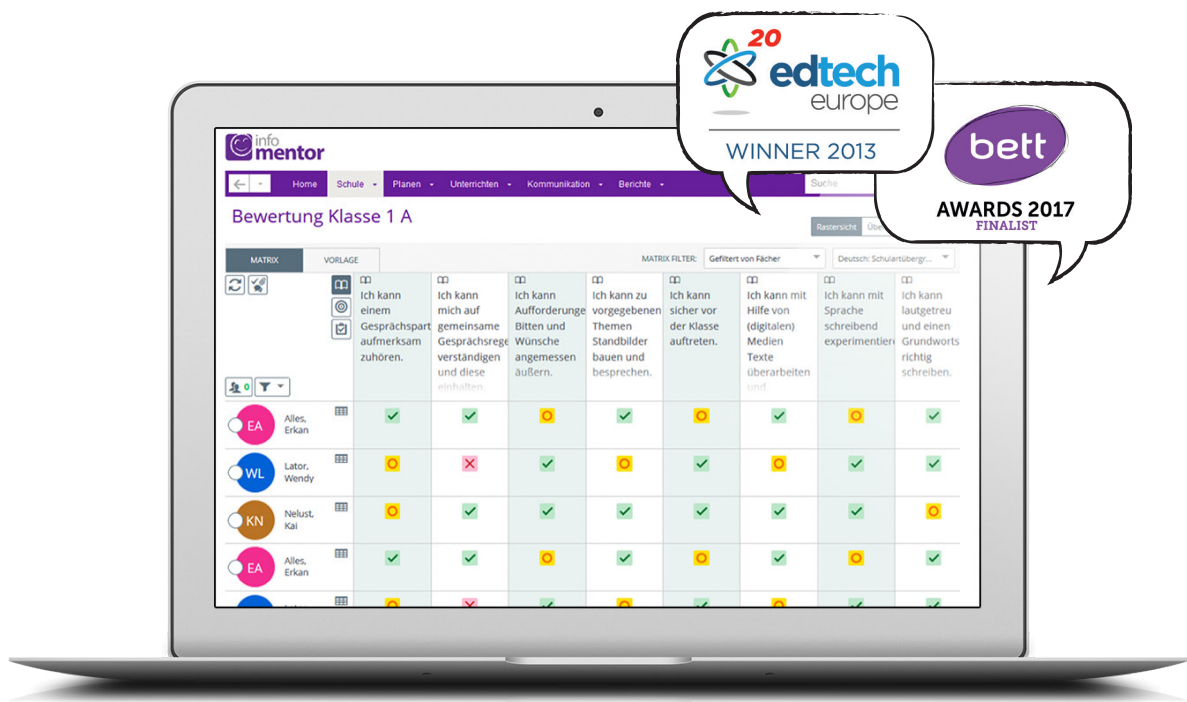 20
edtech
europe
WINNER 2013
bett
AWARDS 2017
FINALIST
info
mentor
Home
Schule
Planen
Unterrichten
Kommunikation
Berichte
Suche
Bewertung Klasse 1 A
Rastersicht
MATRIX
VORLAGE
MATRIX FILTER:
Gefiltert von Fächer
Deutsch: Schulartübergr...
Ich kann
einem
Gesprächspart
aufmerksam
zuhören.
Ich kann
mich auf
gemeinsame
Gesprächsrege
verständigen
und diese
einhalten.
Ich kann
Aufforderunge
Bitten und
Wünsche
angemessen
äußern.
Ich kann zu
vorgegebenen
Themen
Standbilder
bauen und
besprechen.
Ich kann
sicher vor
der Klasse
auftreten.
Ich kann mit
Hilfe von
(digitalen)
Medien
Texte
überarbeiten
und
Ich kann mit
Sprache
schreibend
experimentiere
Ich kann
lautgetreu
und einen
Grundworts
richtig
schreiben.
0
EA
Alles,
Erkan
WL
Lator,
Wendy
KN
Nelust,
Kai
EA
Alles,
Erkan